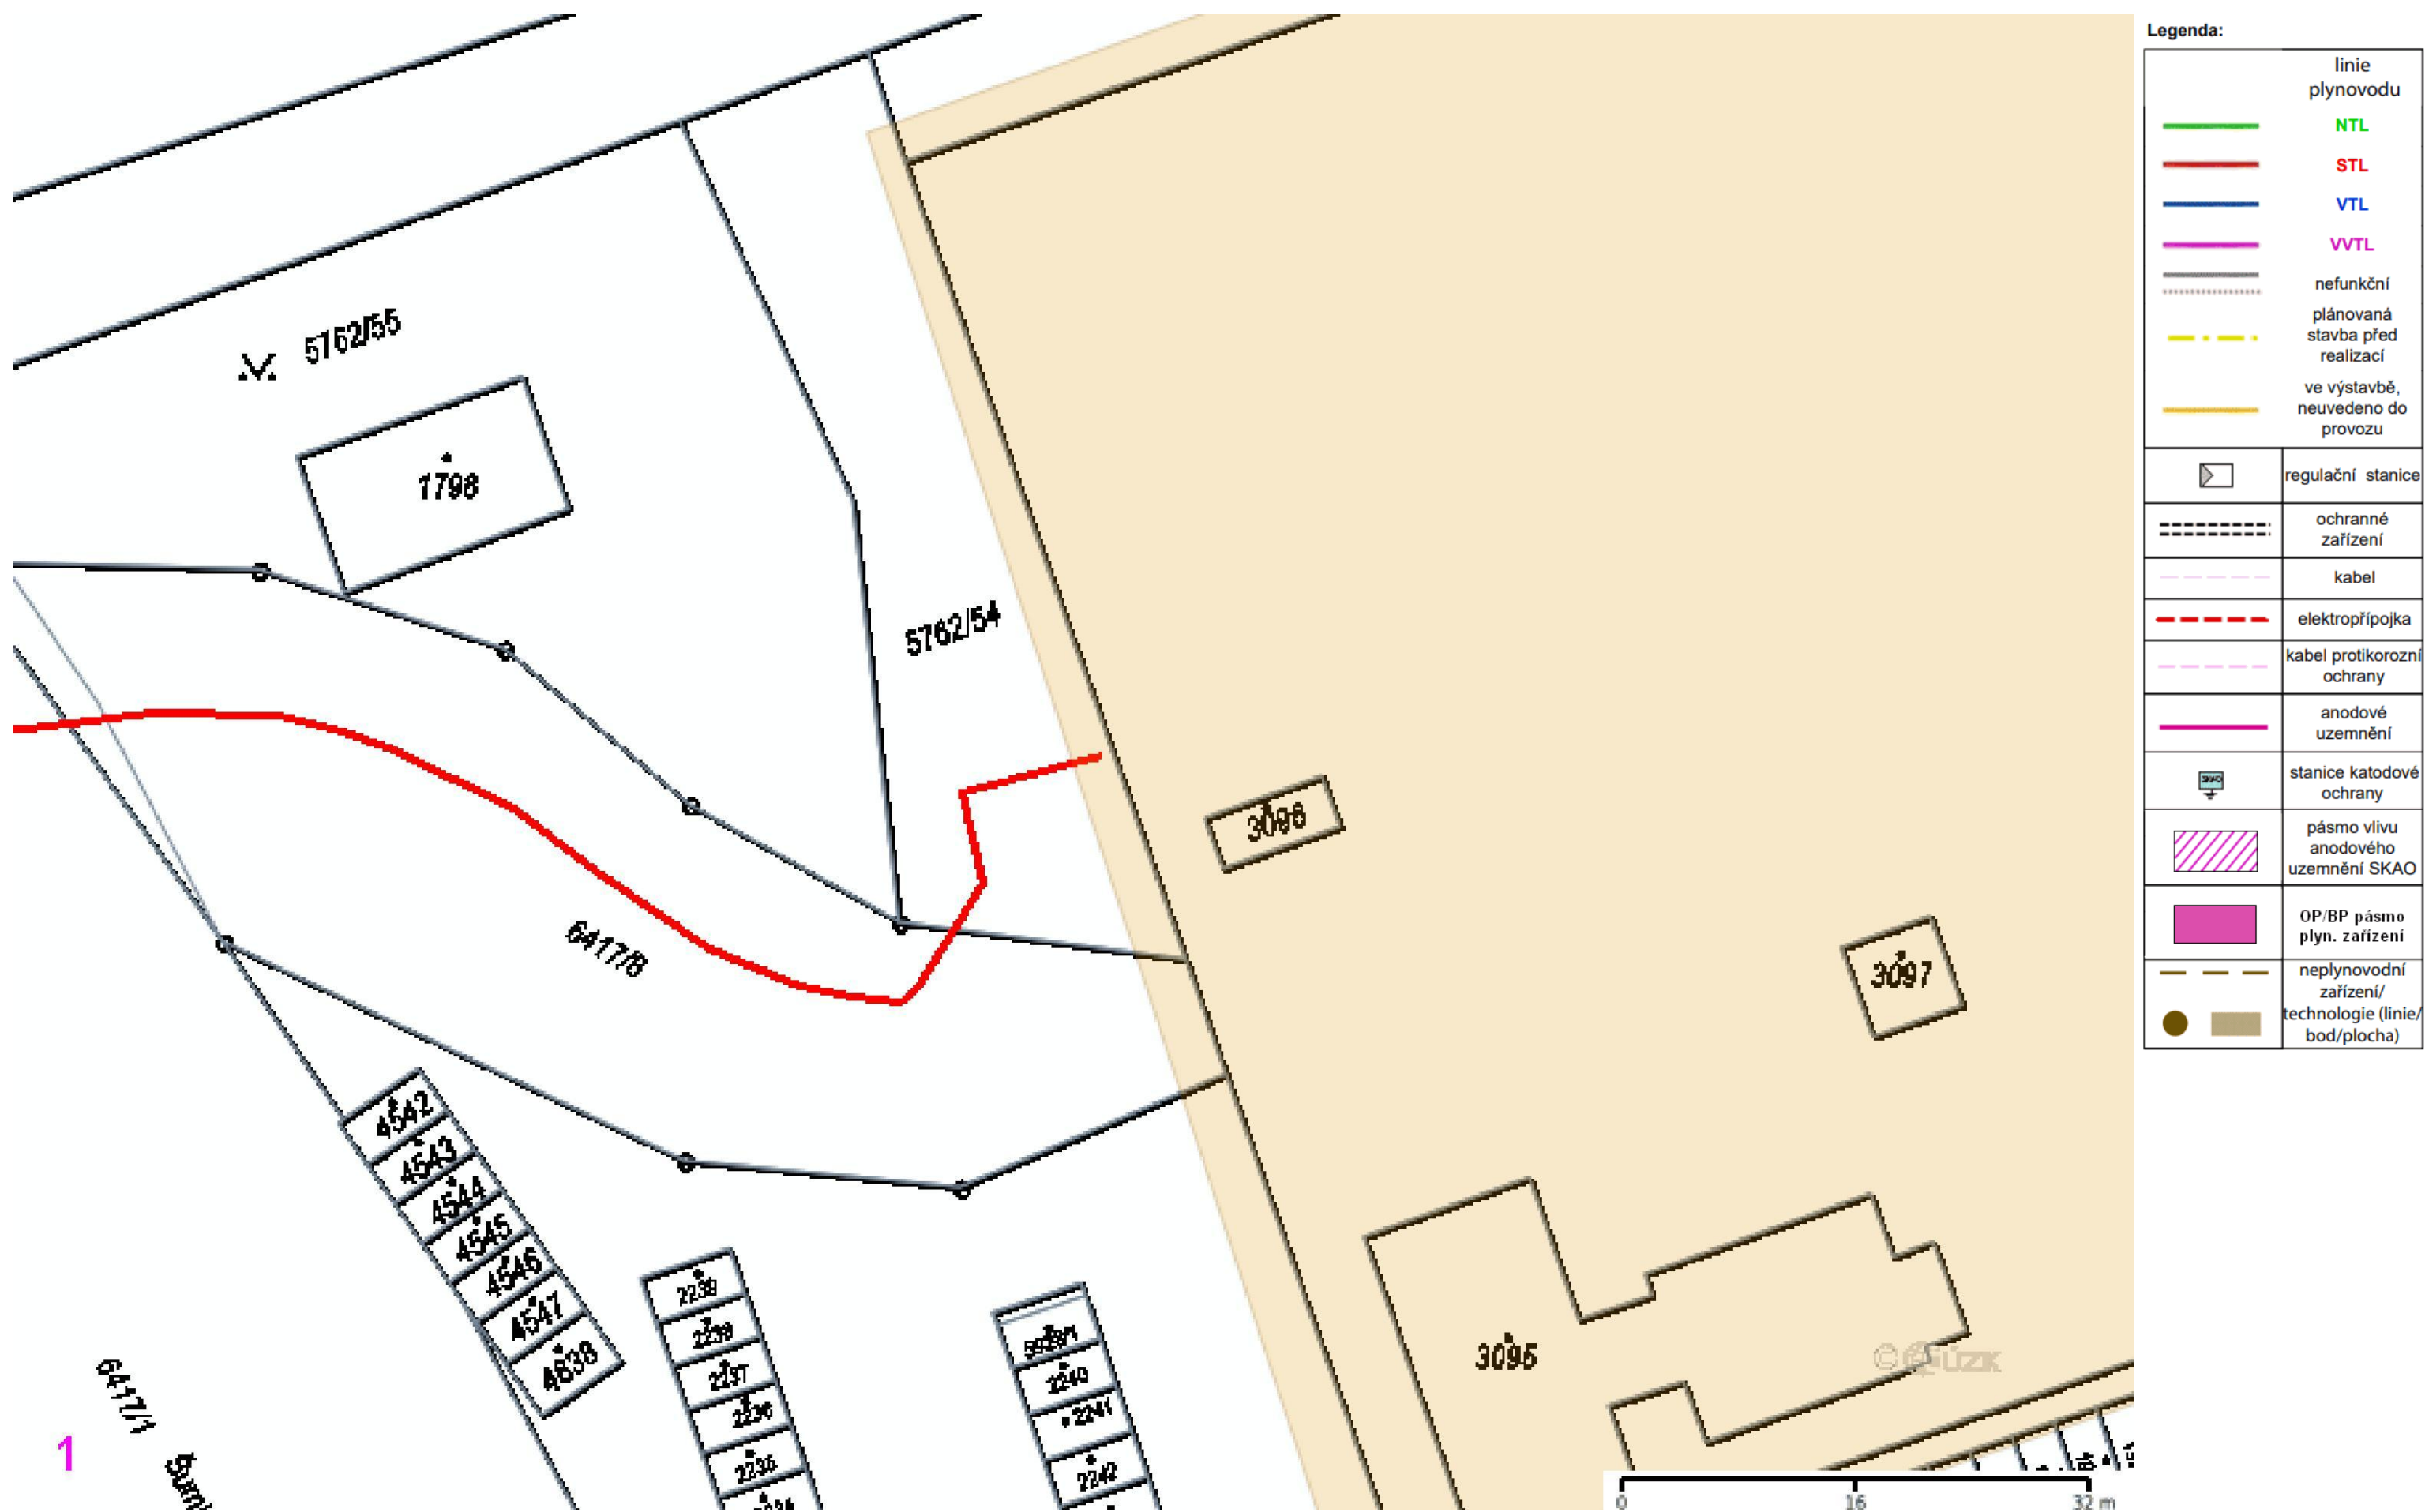 Legenda:
linie
plynovodu
NTL
STL
VTL
VVTL
nefunkční
plánovaná
stavba před
realizací
ve výstavbě,
neuvedeno do
provozu
regulační stanice
ochranné
zařízení
kabel
elektropřípojka
kabel protikorozní
ochrany
anodové
uzemnění
SKAO
stanice katodové
ochrany
pásmo vlivu
anodového
uzemnění SKAO
OP/BP pásmo
plyn. zařízení
neplynovodní
zařízení/
technologie (linie/
bod/plocha)
5762/55
1798
5762/54
3098
3097
6417/8
4542
4543
4544
4545
4546
4547
4838
2239
2237
2236
2235
2240
2241
2242
3095
6417/1
1
0 16 32 m